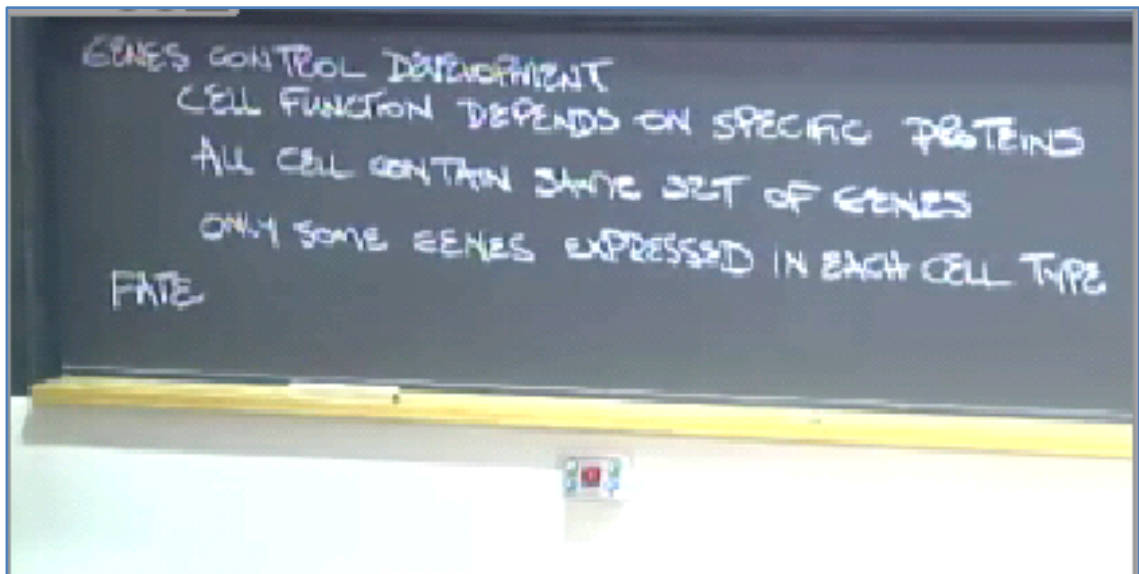 GENES CONTROL DEVELOPMENT
CELL FUNCTION DEPENDS ON SPECIFIC PROTEINS
ALL CELL CONTAIN SAME SET OF GENES
ONLY SOME GENES EXPRESSED IN EACH CELL TYPE
FATE